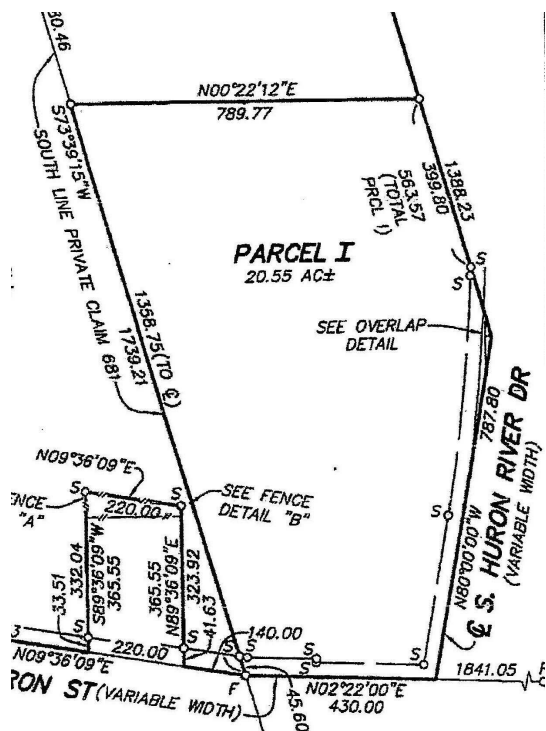 30.46
N00°22'12"E
789.77
S73°39'15"W
SOUTH LINE PRIVATE CLAIM 681
1388.23
399.80
563.57
(TOTAL
PRCL 1)
PARCEL I
20.55 AC±
S
S
SEE OVERLAP
DETAIL
1358.75(TO ℄)
1739.21
787.80
N80°00'00"W
℄ S. HURON RIVER DR
(VARIABLE WIDTH)
N09°36'09"E
S
S
220.00
SEE FENCE
DETAIL "B"
ENCE
"A"
S
33.51
332.04
S89°36'09"W
365.55
365.55
N89°36'09"E
323.92
41.63
S
S
140.00
S
S
S
S
S
3
N09°36'09"E
220.00
F
45.60
N02°22'00"E
430.00
1841.05
F
RON ST (VARIABLE WIDTH)